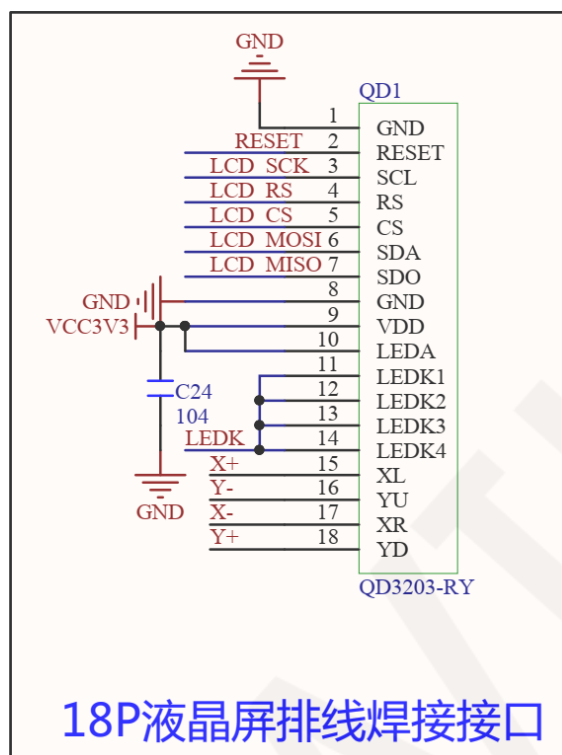 GND
QD1
1 GND
RESET 2 RESET
LCD SCK 3 SCL
LCD RS 4 RS
LCD CS 5 CS
LCD MOSI 6 SDA
LCD MISO 7 SDO
GND 8 GND
VCC3V3 9 VDD
10 LEDA
11 LEDK1
C24 12 LEDK2
104 13 LEDK3
LEDK 14 LEDK4
X+ 15 XL
Y- 16 YU
X- 17 XR
Y+ 18 YD
GND
QD3203-RY
18P液晶屏排线焊接接口